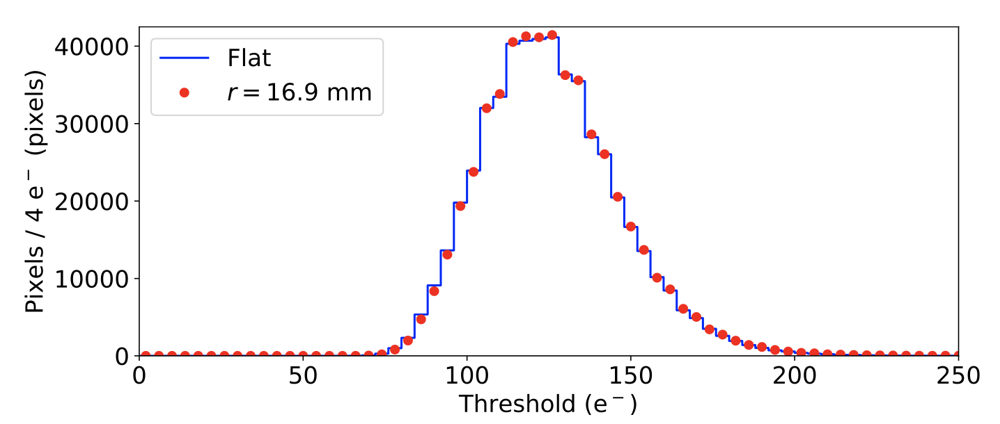 Pixels / 4 e⁻ (pixels)
40000
30000
20000
10000
0
Flat
r = 16.9 mm
0 50 100 150 200 250
Threshold (e⁻)